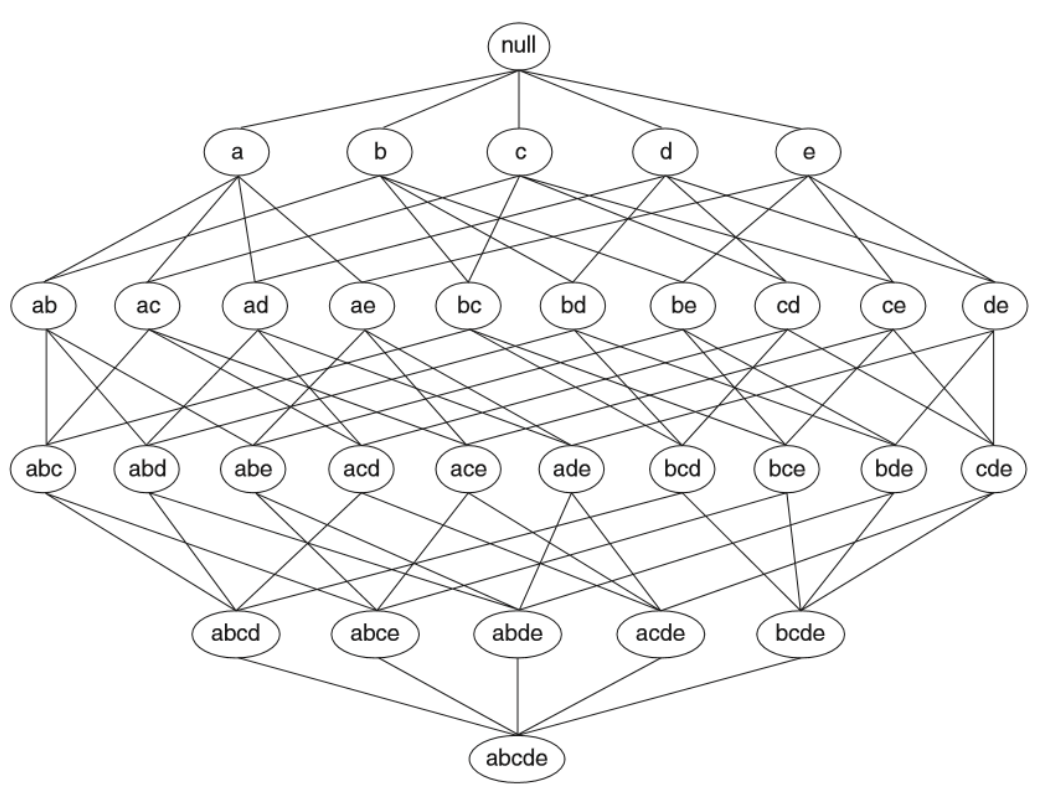 null
a b c d e
ab ac ad ae bc bd be cd ce de
abc abd abe acd ace ade bcd bce bde cde
abcd abce abde acde bcde
abcde